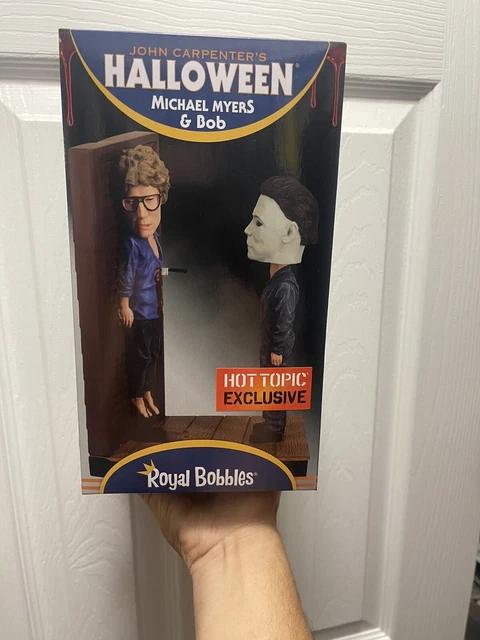 JOHN CARPENTER'S
HALLOWEEN®
MICHAEL MYERS
& BOB
HOT TOPIC®
EXCLUSIVE
Royal Bobbles®